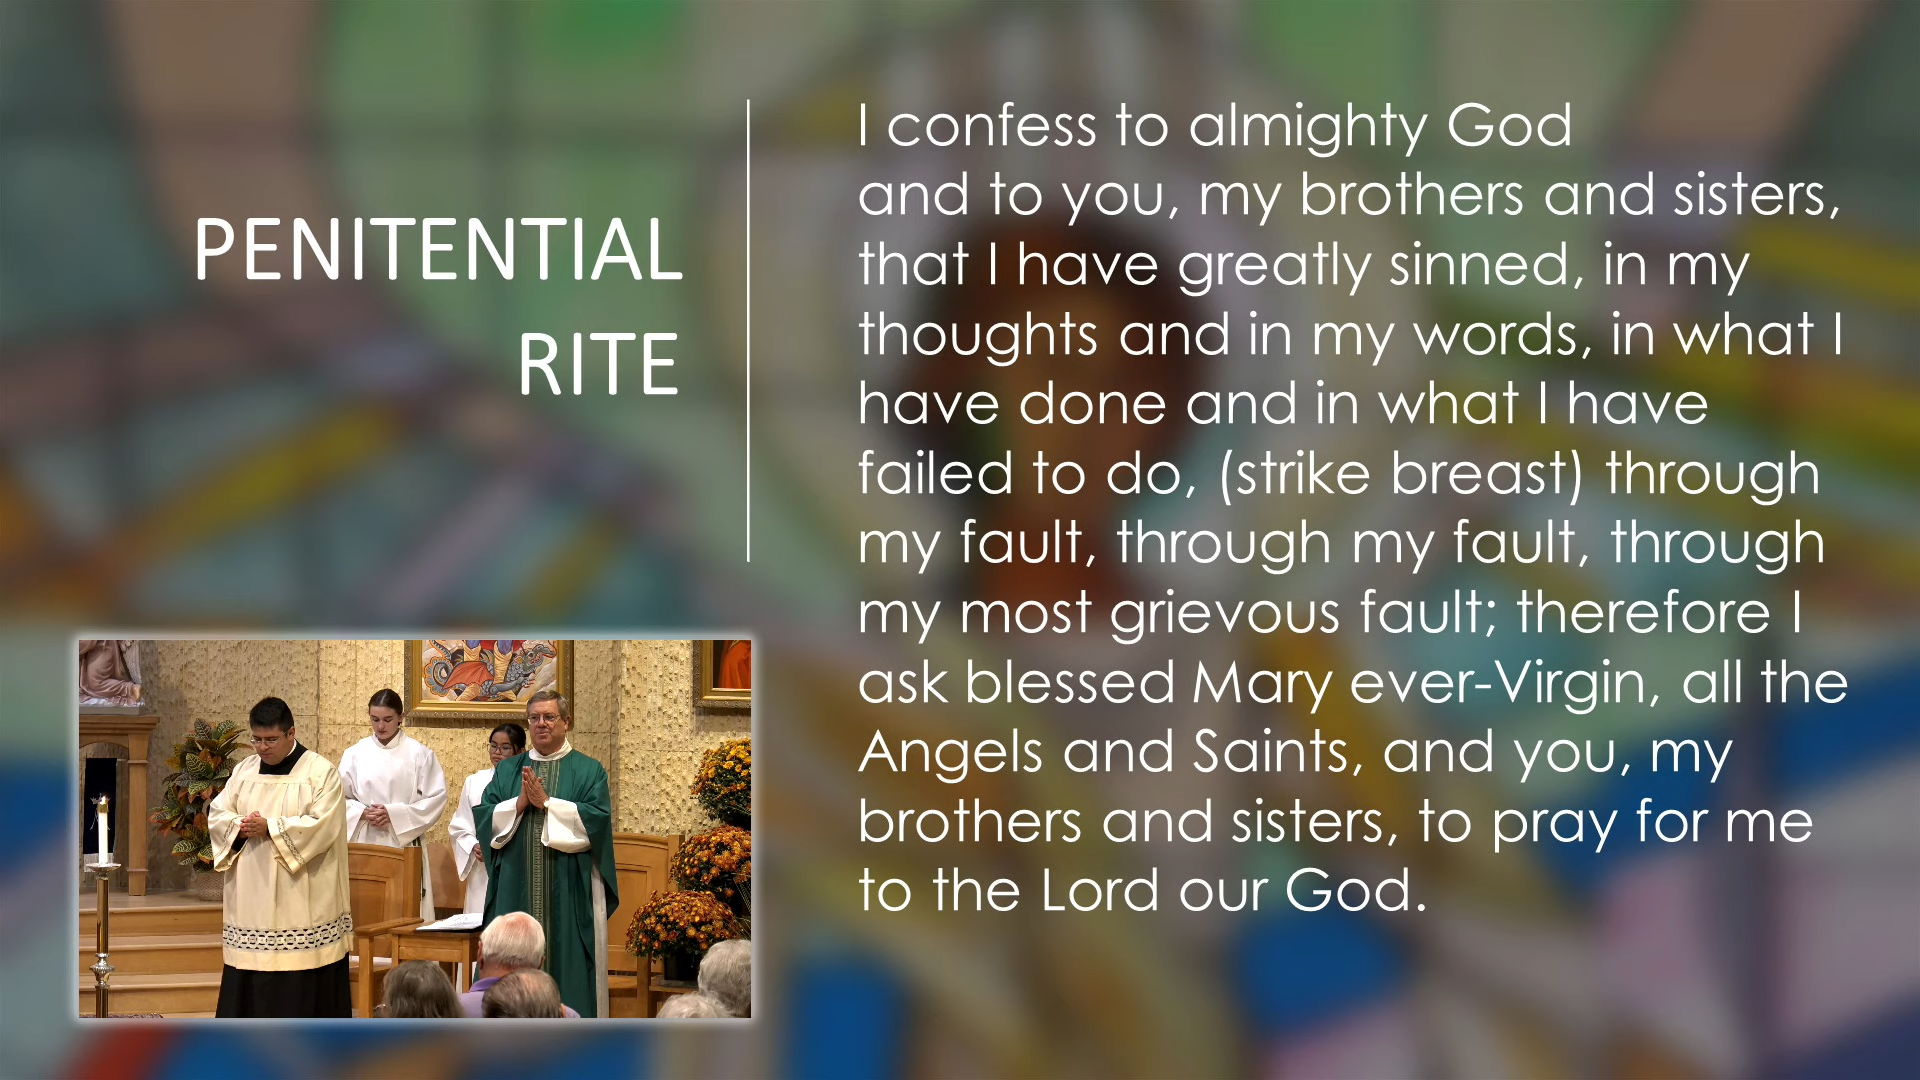 PENITENTIAL
RITE
I confess to almighty God
and to you, my brothers and sisters,
that I have greatly sinned, in my
thoughts and in my words, in what I
have done and in what I have
failed to do, (strike breast) through
my fault, through my fault, through
my most grievous fault; therefore I
ask blessed Mary ever-Virgin, all the
Angels and Saints, and you, my
brothers and sisters, to pray for me
to the Lord our God.